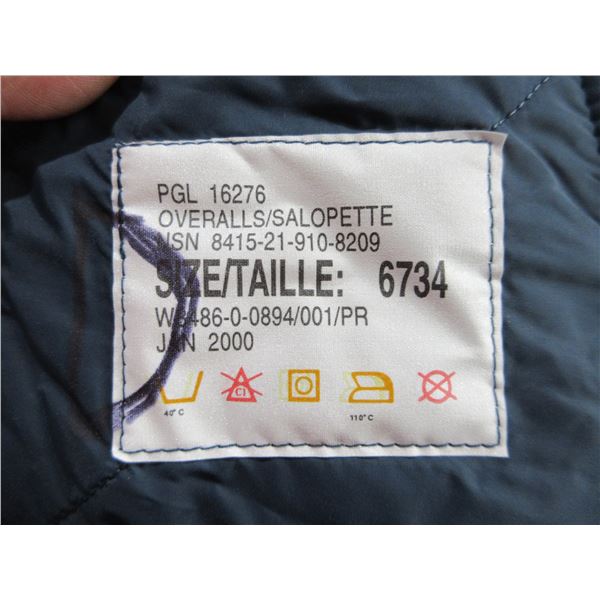 PGL 16276
OVERALLS/SALOPETTE
NSN 8415-21-910-8209
SIZE/TAILLE: 6734
W8486-0-0894/001/PR
JAN 2000
40°C
Cl
110°C